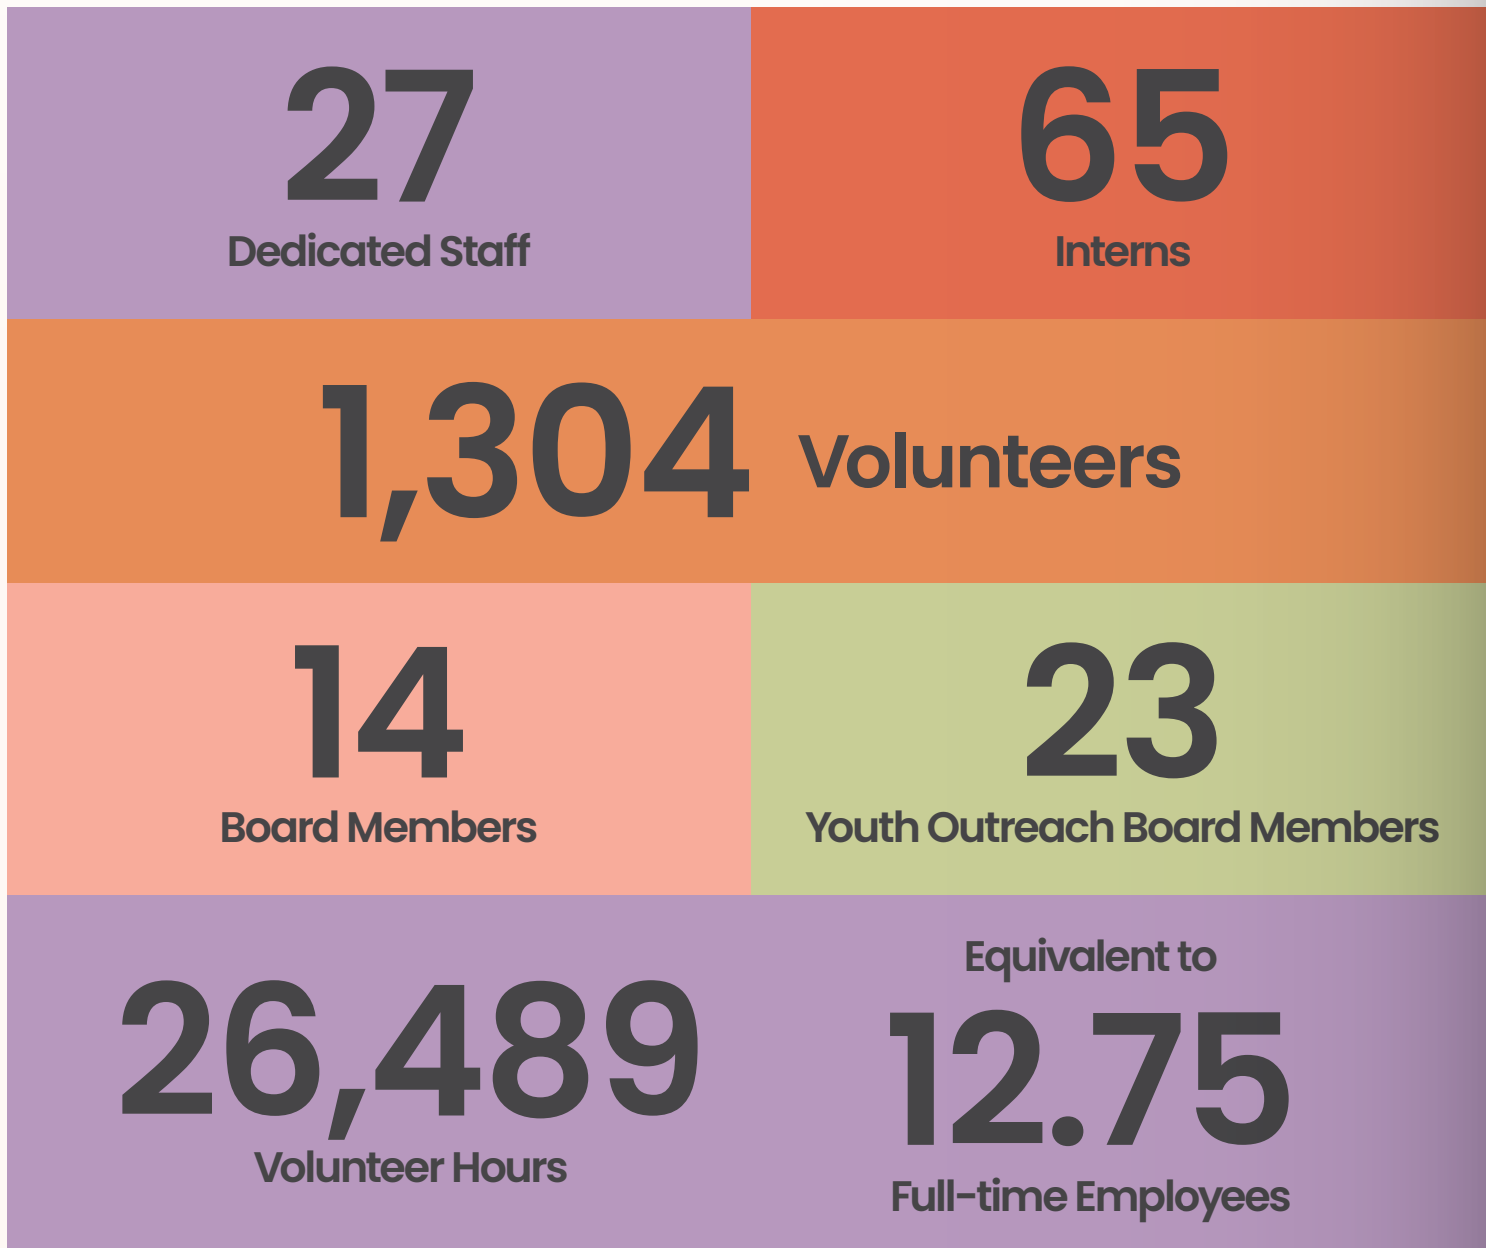 27
Dedicated Staff
65
Interns
1,304 Volunteers
14
Board Members
23
Youth Outreach Board Members
26,489
Volunteer Hours
Equivalent to
12.75
Full-time Employees